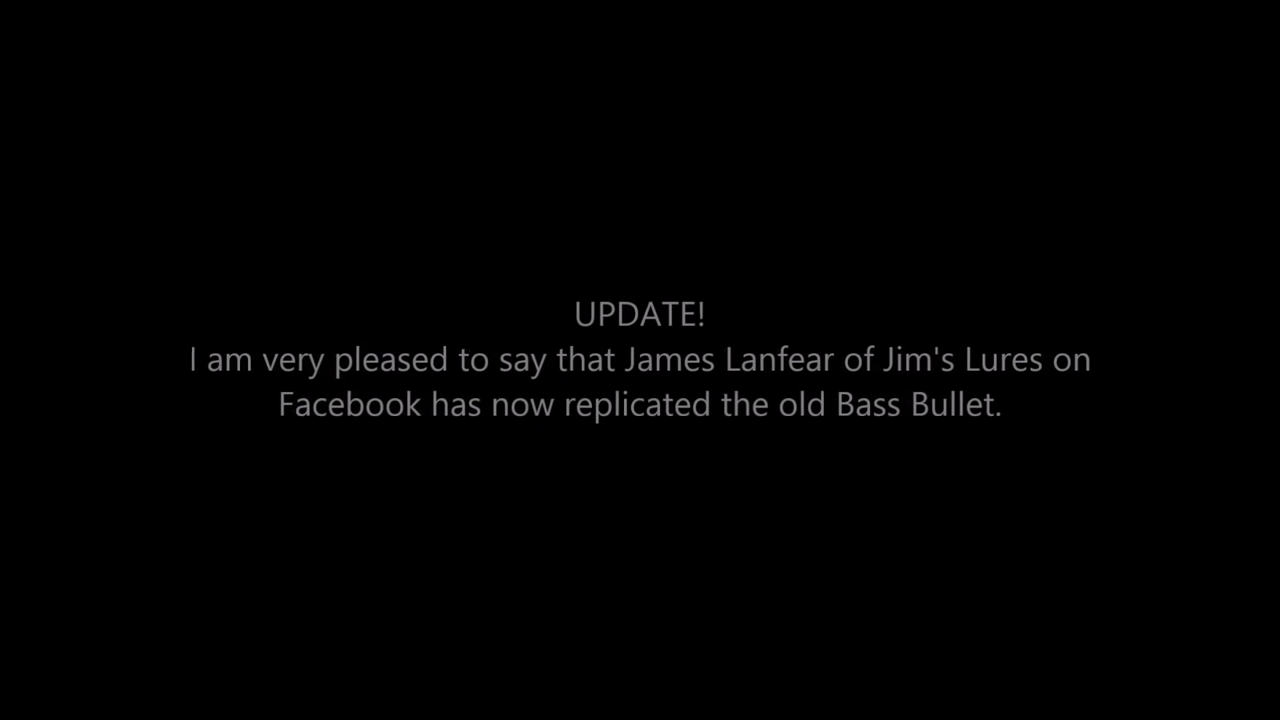 UPDATE!
I am very pleased to say that James Lanfear of Jim's Lures on
Facebook has now replicated the old Bass Bullet.